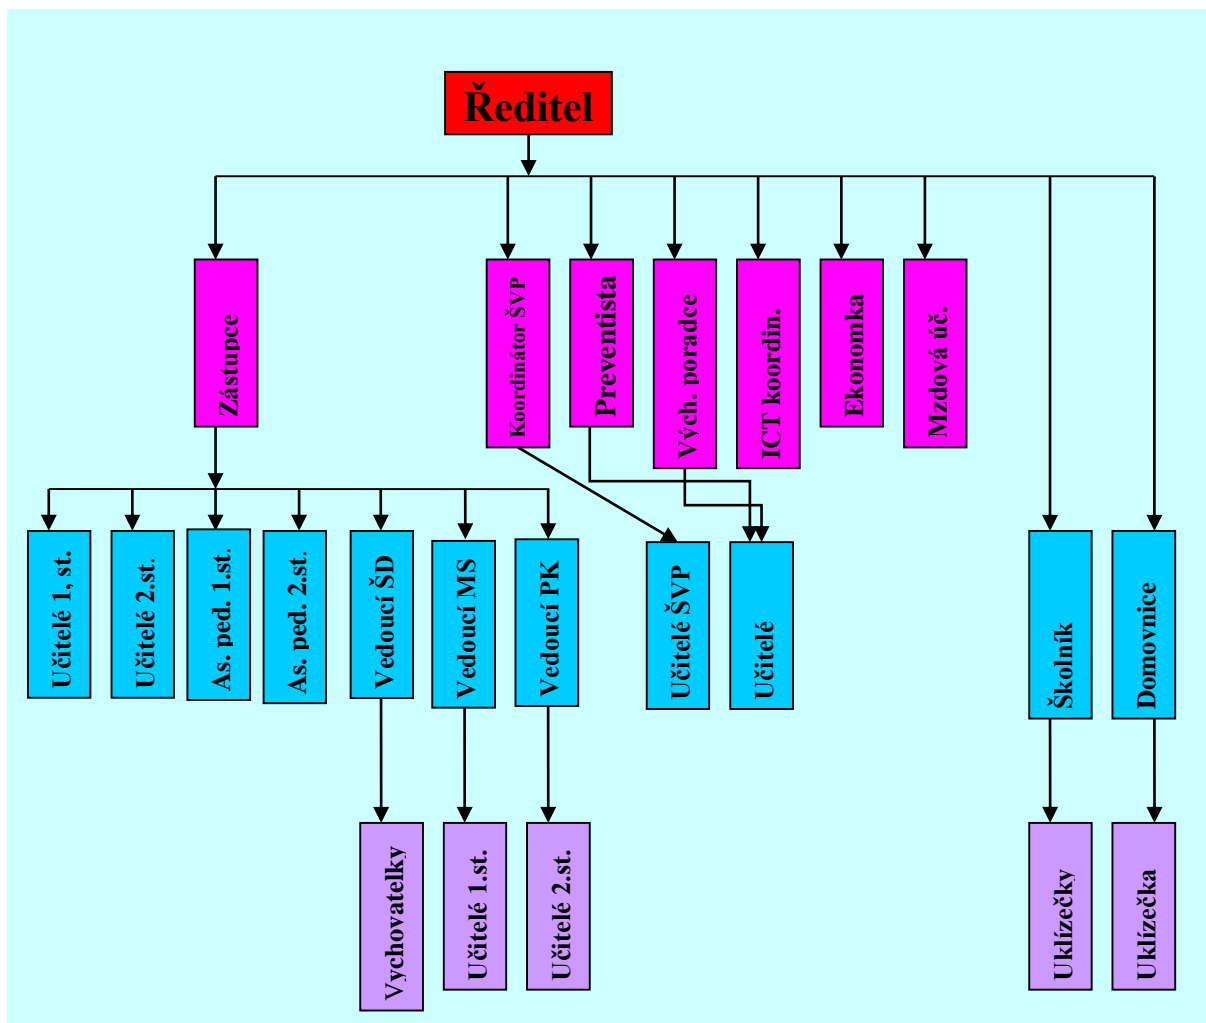 Ředitel
Zástupce
Koordinátor ŠVP
Preventista
Vých. poradce
ICT koordin.
Ekonomka
Mzdová úč.
Učitelé 1, st.
Učitelé 2.st.
As. ped. 1.st.
As. ped. 2.st.
Vedoucí ŠD
Vedoucí MS
Vedoucí PK
Učitelé ŠVP
Učitelé
Školník
Domovnice
Vychovatelky
Učitelé 1.st.
Učitelé 2.st.
Uklízečky
Uklízečka